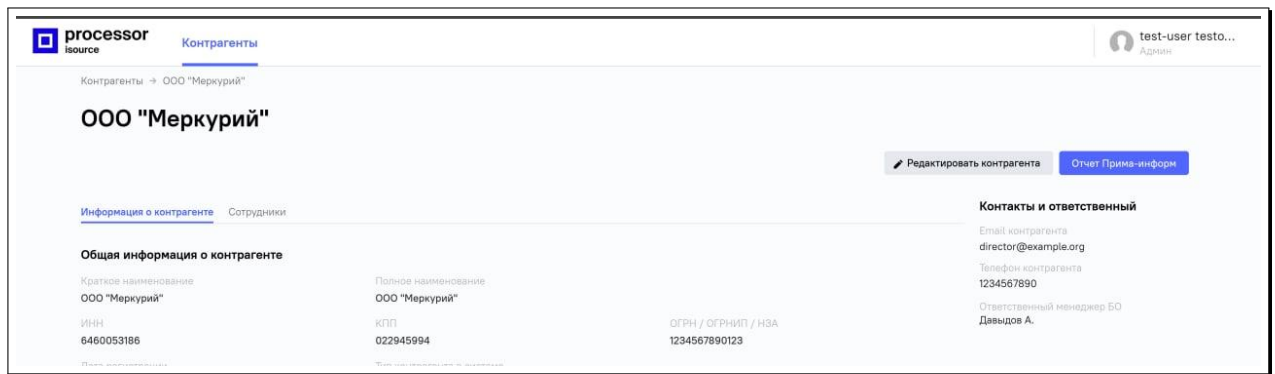 processor
isource
Контрагенты
test-user testo...
Админ
Контрагенты → ООО "Меркурий"
ООО "Меркурий"
Редактировать контрагента
Отчет Прима-информ
Информация о контрагенте
Сотрудники
Общая информация о контрагенте
Краткое наименование
ООО "Меркурий"
Полное наименование
ООО "Меркурий"
ИНН
6460053186
КПП
022945994
ОГРН / ОГРНИП / НЗА
1234567890123
Контакты и ответственный
Email контрагента
director@example.org
Телефон контрагента
1234567890
Ответственный менеджер БО
Давыдов А.